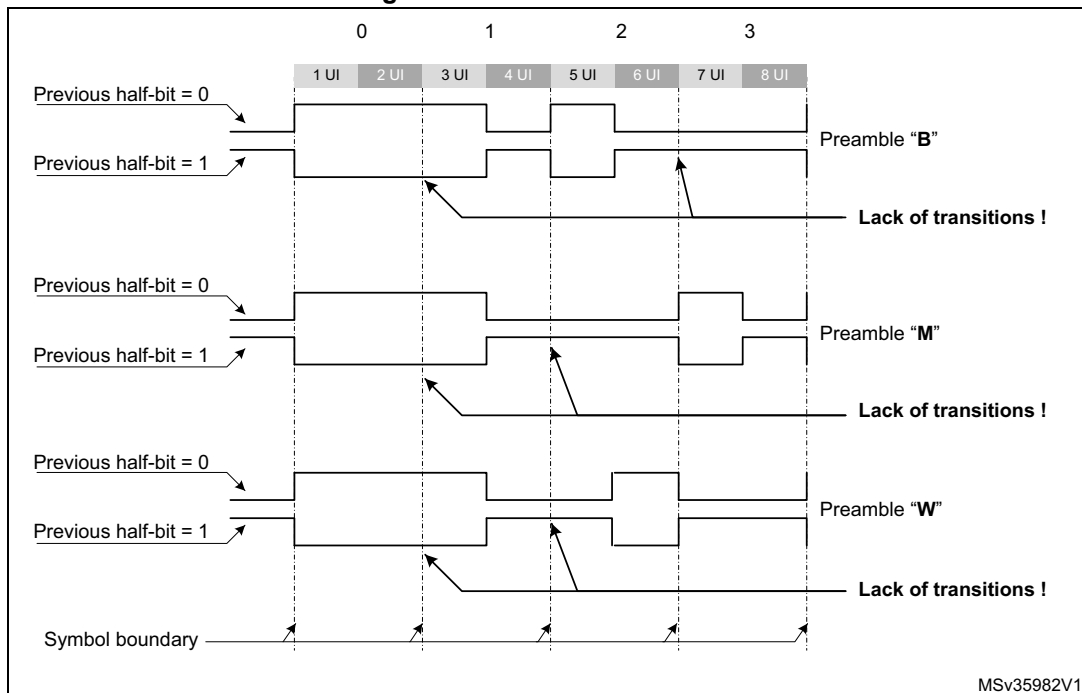 0 1 2 3
1 UI 2 UI 3 UI 4 UI 5 UI 6 UI 7 UI 8 UI
Previous half-bit = 0
Preamble “B”
Previous half-bit = 1
Lack of transitions !
Previous half-bit = 0
Preamble “M”
Previous half-bit = 1
Lack of transitions !
Previous half-bit = 0
Preamble “W”
Previous half-bit = 1
Lack of transitions !
Symbol boundary
MSv35982V1